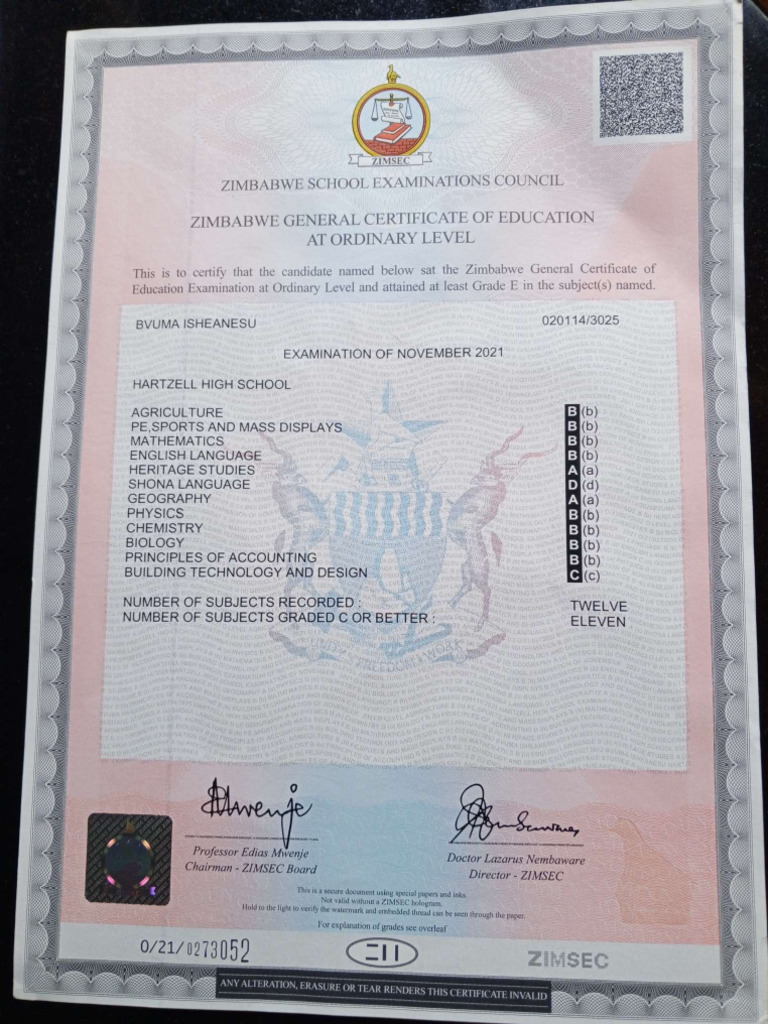 ZIMSEC
ZIMBABWE SCHOOL EXAMINATIONS COUNCIL
ZIMBABWE GENERAL CERTIFICATE OF EDUCATION
AT ORDINARY LEVEL
This is to certify that the candidate named below sat the Zimbabwe General Certificate of
Education Examination at Ordinary Level and attained at least Grade E in the subject(s) named.
BVUMA ISHEANESU 020114/3025
EXAMINATION OF NOVEMBER 2021
HARTZELL HIGH SCHOOL
AGRICULTURE B (b)
PE,SPORTS AND MASS DISPLAYS B (b)
MATHEMATICS B (b)
ENGLISH LANGUAGE B (b)
HERITAGE STUDIES A (a)
SHONA LANGUAGE D (d)
GEOGRAPHY A (a)
PHYSICS B (b)
CHEMISTRY B (b)
BIOLOGY B (b)
PRINCIPLES OF ACCOUNTING B (b)
BUILDING TECHNOLOGY AND DESIGN C (c)
NUMBER OF SUBJECTS RECORDED : TWELVE
NUMBER OF SUBJECTS GRADED C OR BETTER : ELEVEN
UNITY FREEDOM WORK
Professor Edias Mwenje Doctor Lazarus Nembaware
Chairman - ZIMSEC Board Director - ZIMSEC
This is a secure document using special papers and inks.
Not valid without a ZIMSEC hologram.
Hold to the light to verify the watermark and embedded thread can be seen through the paper.
For explanation of grades see overleaf
O/21/0273052 ZIMSEC
ANY ALTERATION, ERASURE OR TEAR RENDERS THIS CERTIFICATE INVALID